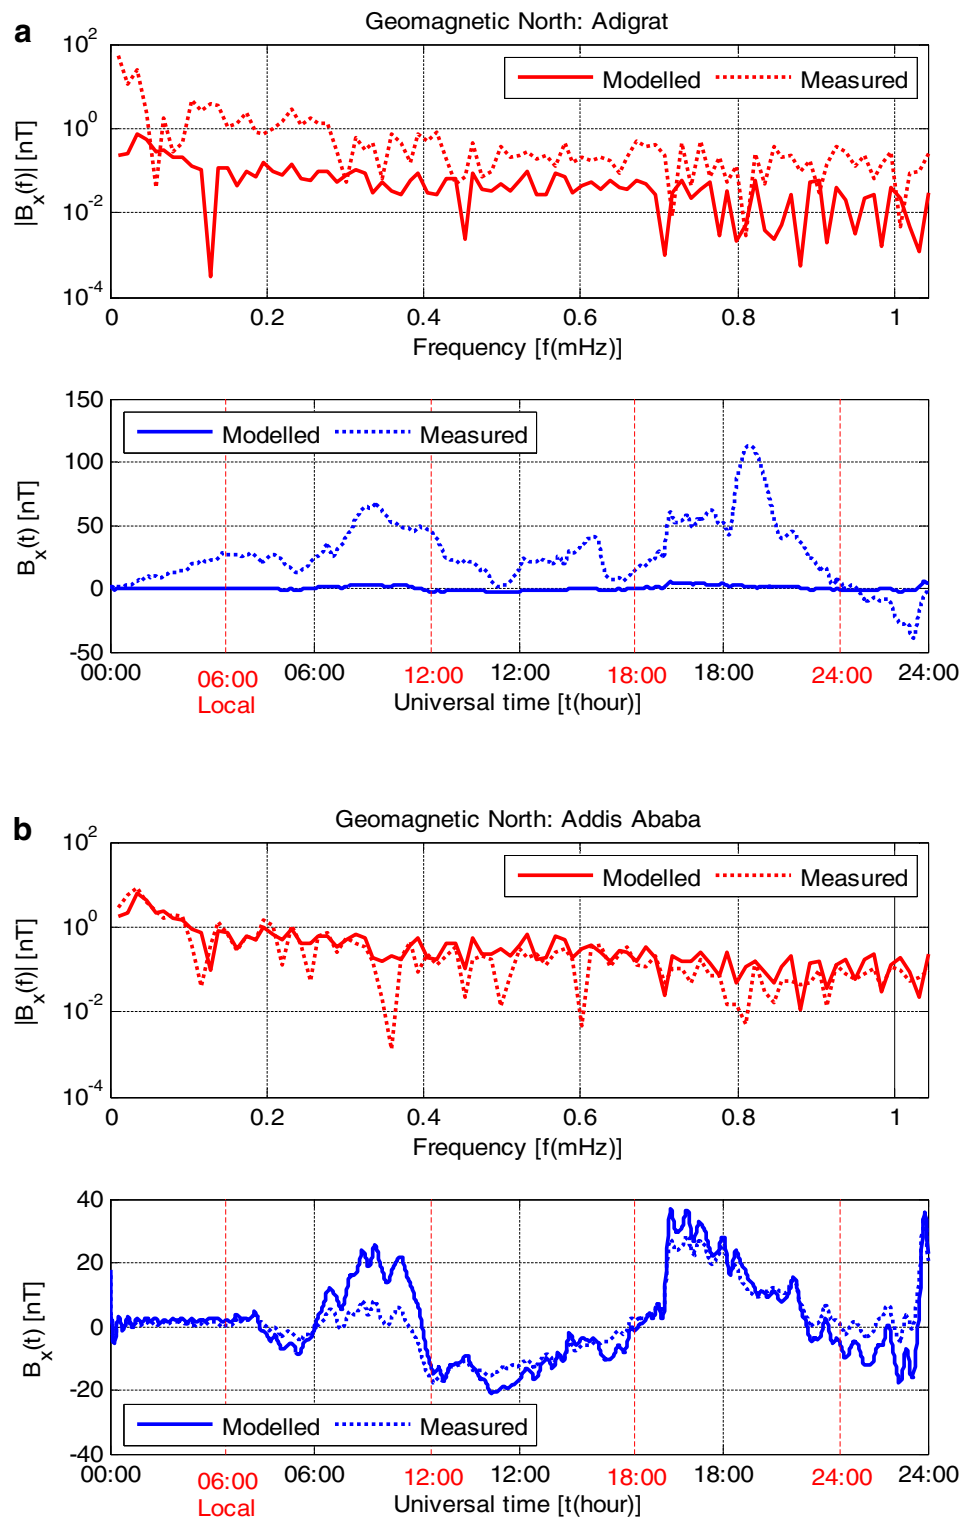 a
Geomagnetic North: Adigrat
10^2
10^0
10^-2
10^-4
|B_x(f)| [nT]
Modelled Measured
0 0.2 0.4 0.6 0.8 1
Frequency [f(mHz)]
150
100
50
0
-50
B_x(t) [nT]
Modelled Measured
00:00 06:00 06:00 12:00 12:00 18:00 18:00 24:00 24:00
Local
Universal time [t(hour)]
b
Geomagnetic North: Addis Ababa
10^2
10^0
10^-2
10^-4
|B_x(f)| [nT]
Modelled Measured
0 0.2 0.4 0.6 0.8 1
Frequency [f(mHz)]
40
20
0
-20
-40
B_x(t) [nT]
Modelled Measured
00:00 06:00 06:00 12:00 12:00 18:00 18:00 24:00 24:00
Local
Universal time [t(hour)]